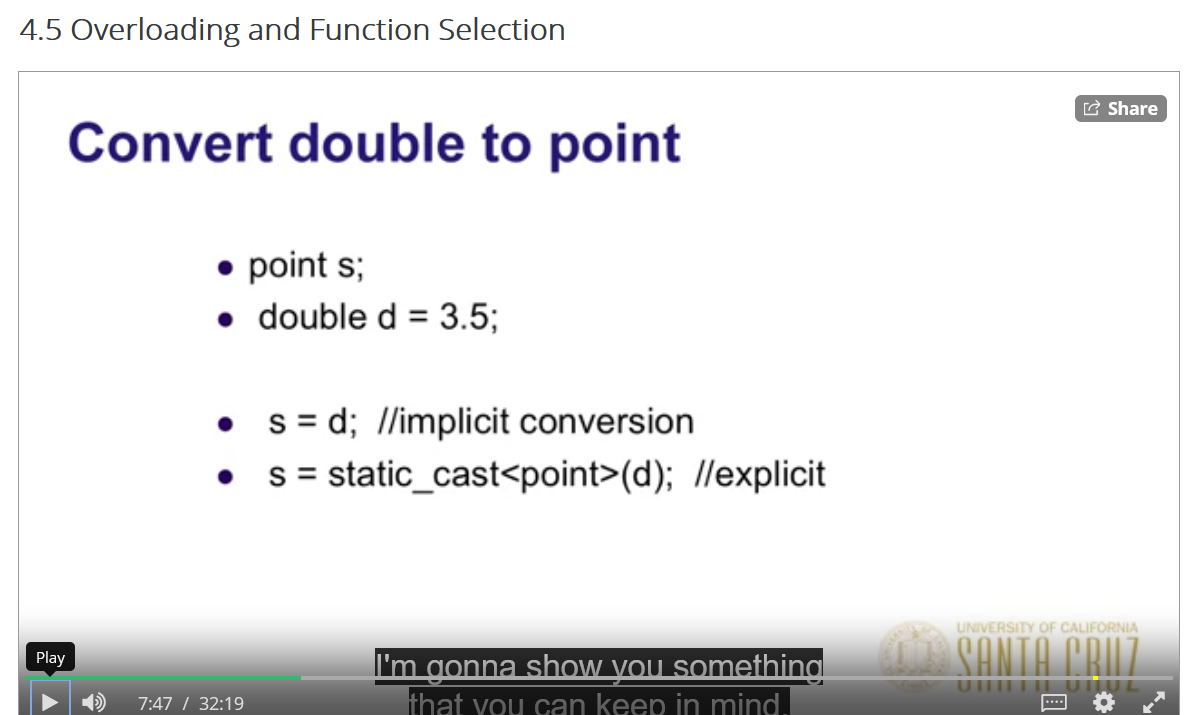 4.5 Overloading and Function Selection
Share
Convert double to point
• point s;
• double d = 3.5;
• s = d; //implicit conversion
• s = static_cast<point>(d); //explicit
UNIVERSITY OF CALIFORNIA
SANTA CRUZ
Play
I'm gonna show you something
that you can keep in mind.
7:47 / 32:19